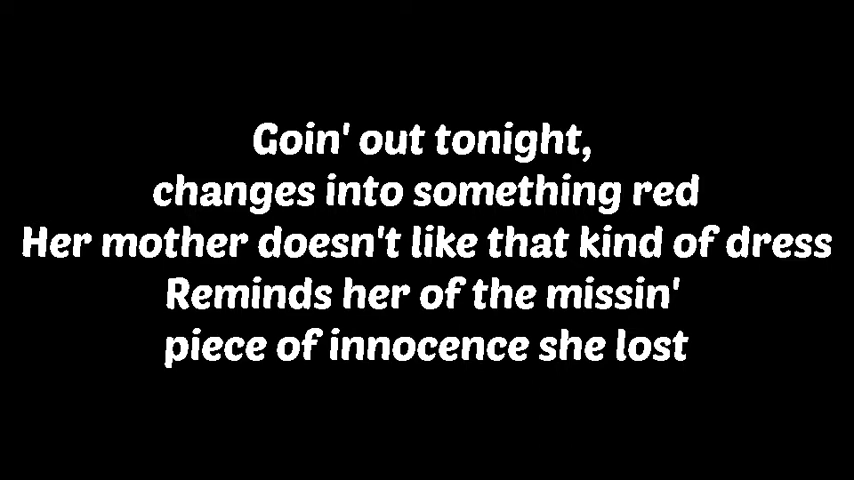 Goin' out tonight,
changes into something red
Her mother doesn't like that kind of dress
Reminds her of the missin'
piece of innocence she lost